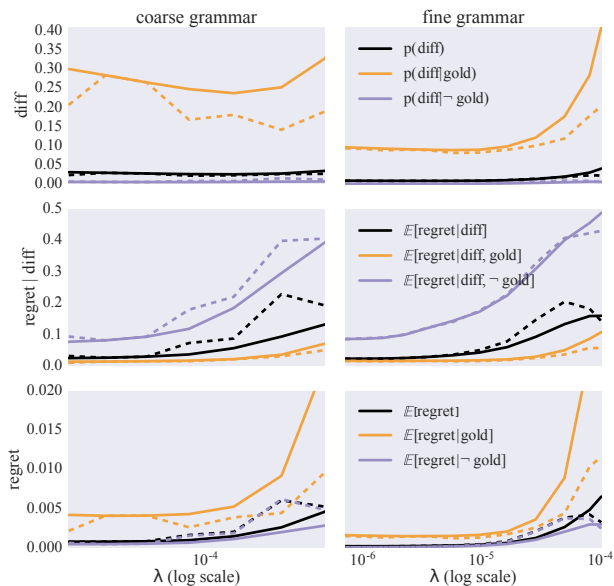 coarse grammar
fine grammar
diff
0.40
0.35
0.30
0.25
0.20
0.15
0.10
0.05
0.00
p(diff)
p(diff|gold)
p(diff|¬ gold)
regret | diff
0.5
0.4
0.3
0.2
0.1
0.0
𝔼[regret|diff]
𝔼[regret|diff, gold]
𝔼[regret|diff, ¬ gold]
regret
0.020
0.015
0.010
0.005
0.000
𝔼[regret]
𝔼[regret|gold]
𝔼[regret|¬ gold]
10⁻⁴
10⁻⁶
10⁻⁵
10⁻⁴
λ (log scale)
λ (log scale)